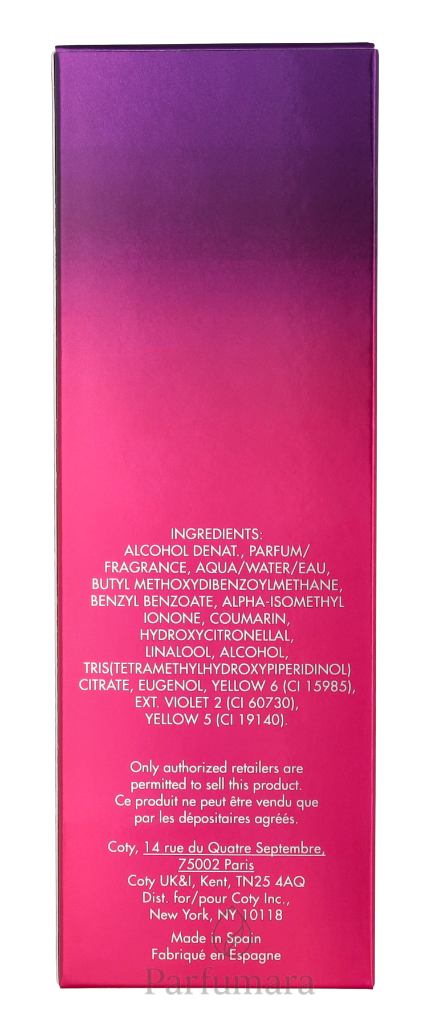 INGREDIENTS:
ALCOHOL DENAT., PARFUM/
FRAGRANCE, AQUA/WATER/EAU,
BUTYL METHOXYDIBENZOYLMETHANE,
BENZYL BENZOATE, ALPHA-ISOMETHYL
IONONE, COUMARIN,
HYDROXYCITRONELLAL,
LINALOOL, ALCOHOL,
TRIS(TETRAMETHYLHYDROXYPIPERIDINOL)
CITRATE, EUGENOL, YELLOW 6 (CI 15985),
EXT. VIOLET 2 (CI 60730),
YELLOW 5 (CI 19140).
Only authorized retailers are
permitted to sell this product.
Ce produit ne peut être vendu que
par les dépositaires agréés.
Coty, 14 rue du Quatre Septembre,
75002 Paris
Coty UK&I, Kent, TN25 4AQ
Dist. for/pour Coty Inc.,
New York, NY 10118
Made in Spain
Fabriqué en Espagne
Parfumara